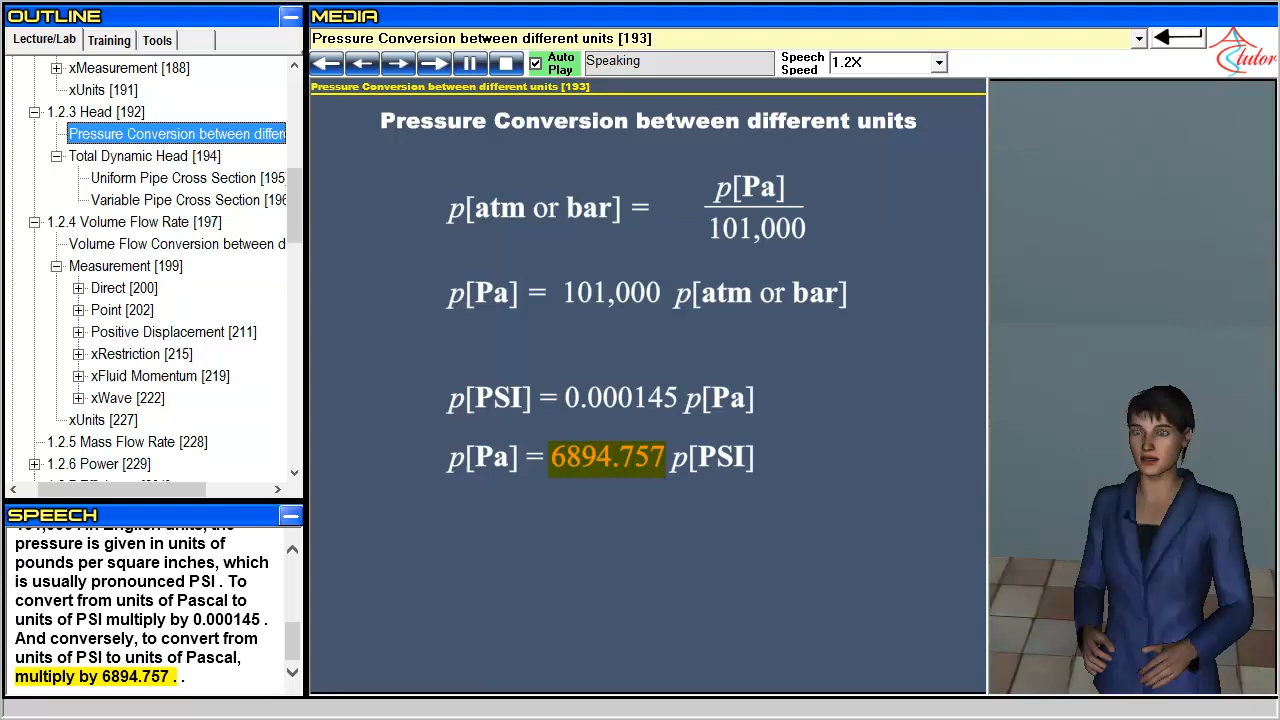 OUTLINE
Lecture/Lab Training Tools
xMeasurement [188]
xUnits [191]
1.2.3 Head [192]
Pressure Conversion between differ
Total Dynamic Head [194]
Uniform Pipe Cross Section [195
Variable Pipe Cross Section [196
1.2.4 Volume Flow Rate [197]
Volume Flow Conversion between d
Measurement [199]
Direct [200]
Point [202]
Positive Displacement [211]
xRestriction [215]
xFluid Momentum [219]
xWave [222]
xUnits [227]
1.2.5 Mass Flow Rate [228]
1.2.6 Power [229]
SPEECH
pressure is given in units of
pounds per square inches, which
is usually pronounced PSI . To
convert from units of Pascal to
units of PSI multiply by 0.000145 .
And conversely, to convert from
units of PSI to units of Pascal,
multiply by 6894.757 . .
MEDIA
Pressure Conversion between different units [193]
Auto Play
Speaking
Speech Speed
1.2X
tutor
Pressure Conversion between different units [193]
Pressure Conversion between different units
p[atm or bar] = p[Pa] / 101,000
p[Pa] = 101,000 p[atm or bar]
p[PSI] = 0.000145 p[Pa]
p[Pa] = 6894.757 p[PSI]